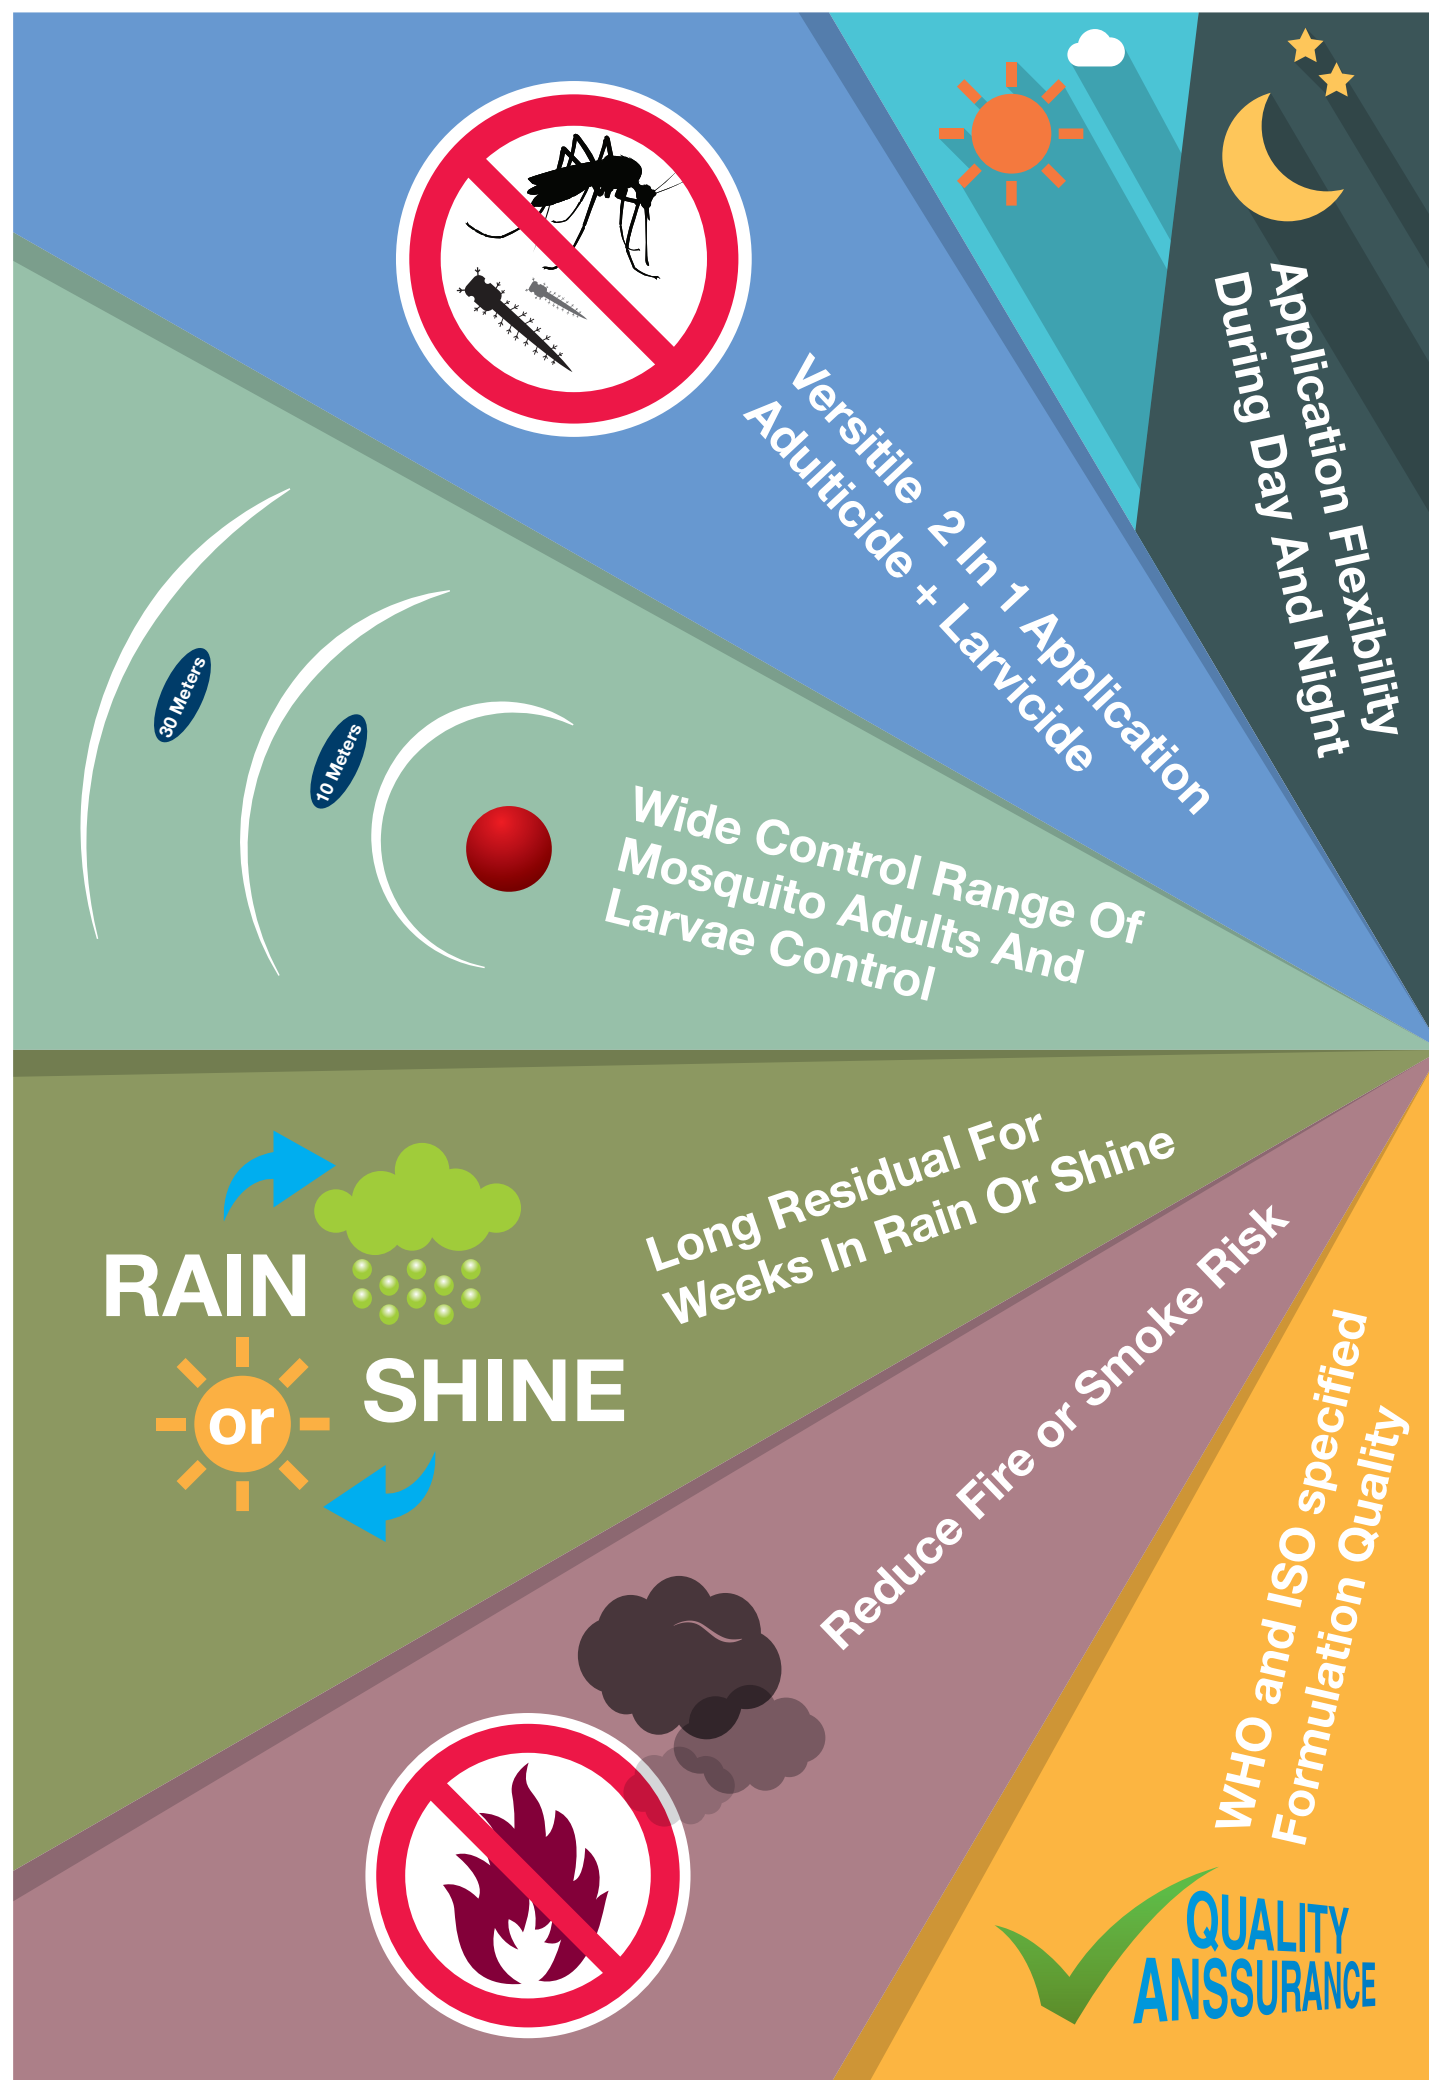 Application Flexibility
During Day And Night
Versitile 2 In 1 Application
Adulticide + Larvicide
30 Meters
10 Meters
Wide Control Range Of
Mosquito Adults And
Larvae Control
Long Residual For
Weeks In Rain Or Shine
RAIN
or
SHINE
Reduce Fire or Smoke Risk
WHO and ISO specified
Formulation Quality
QUALITY
ANSSURANCE